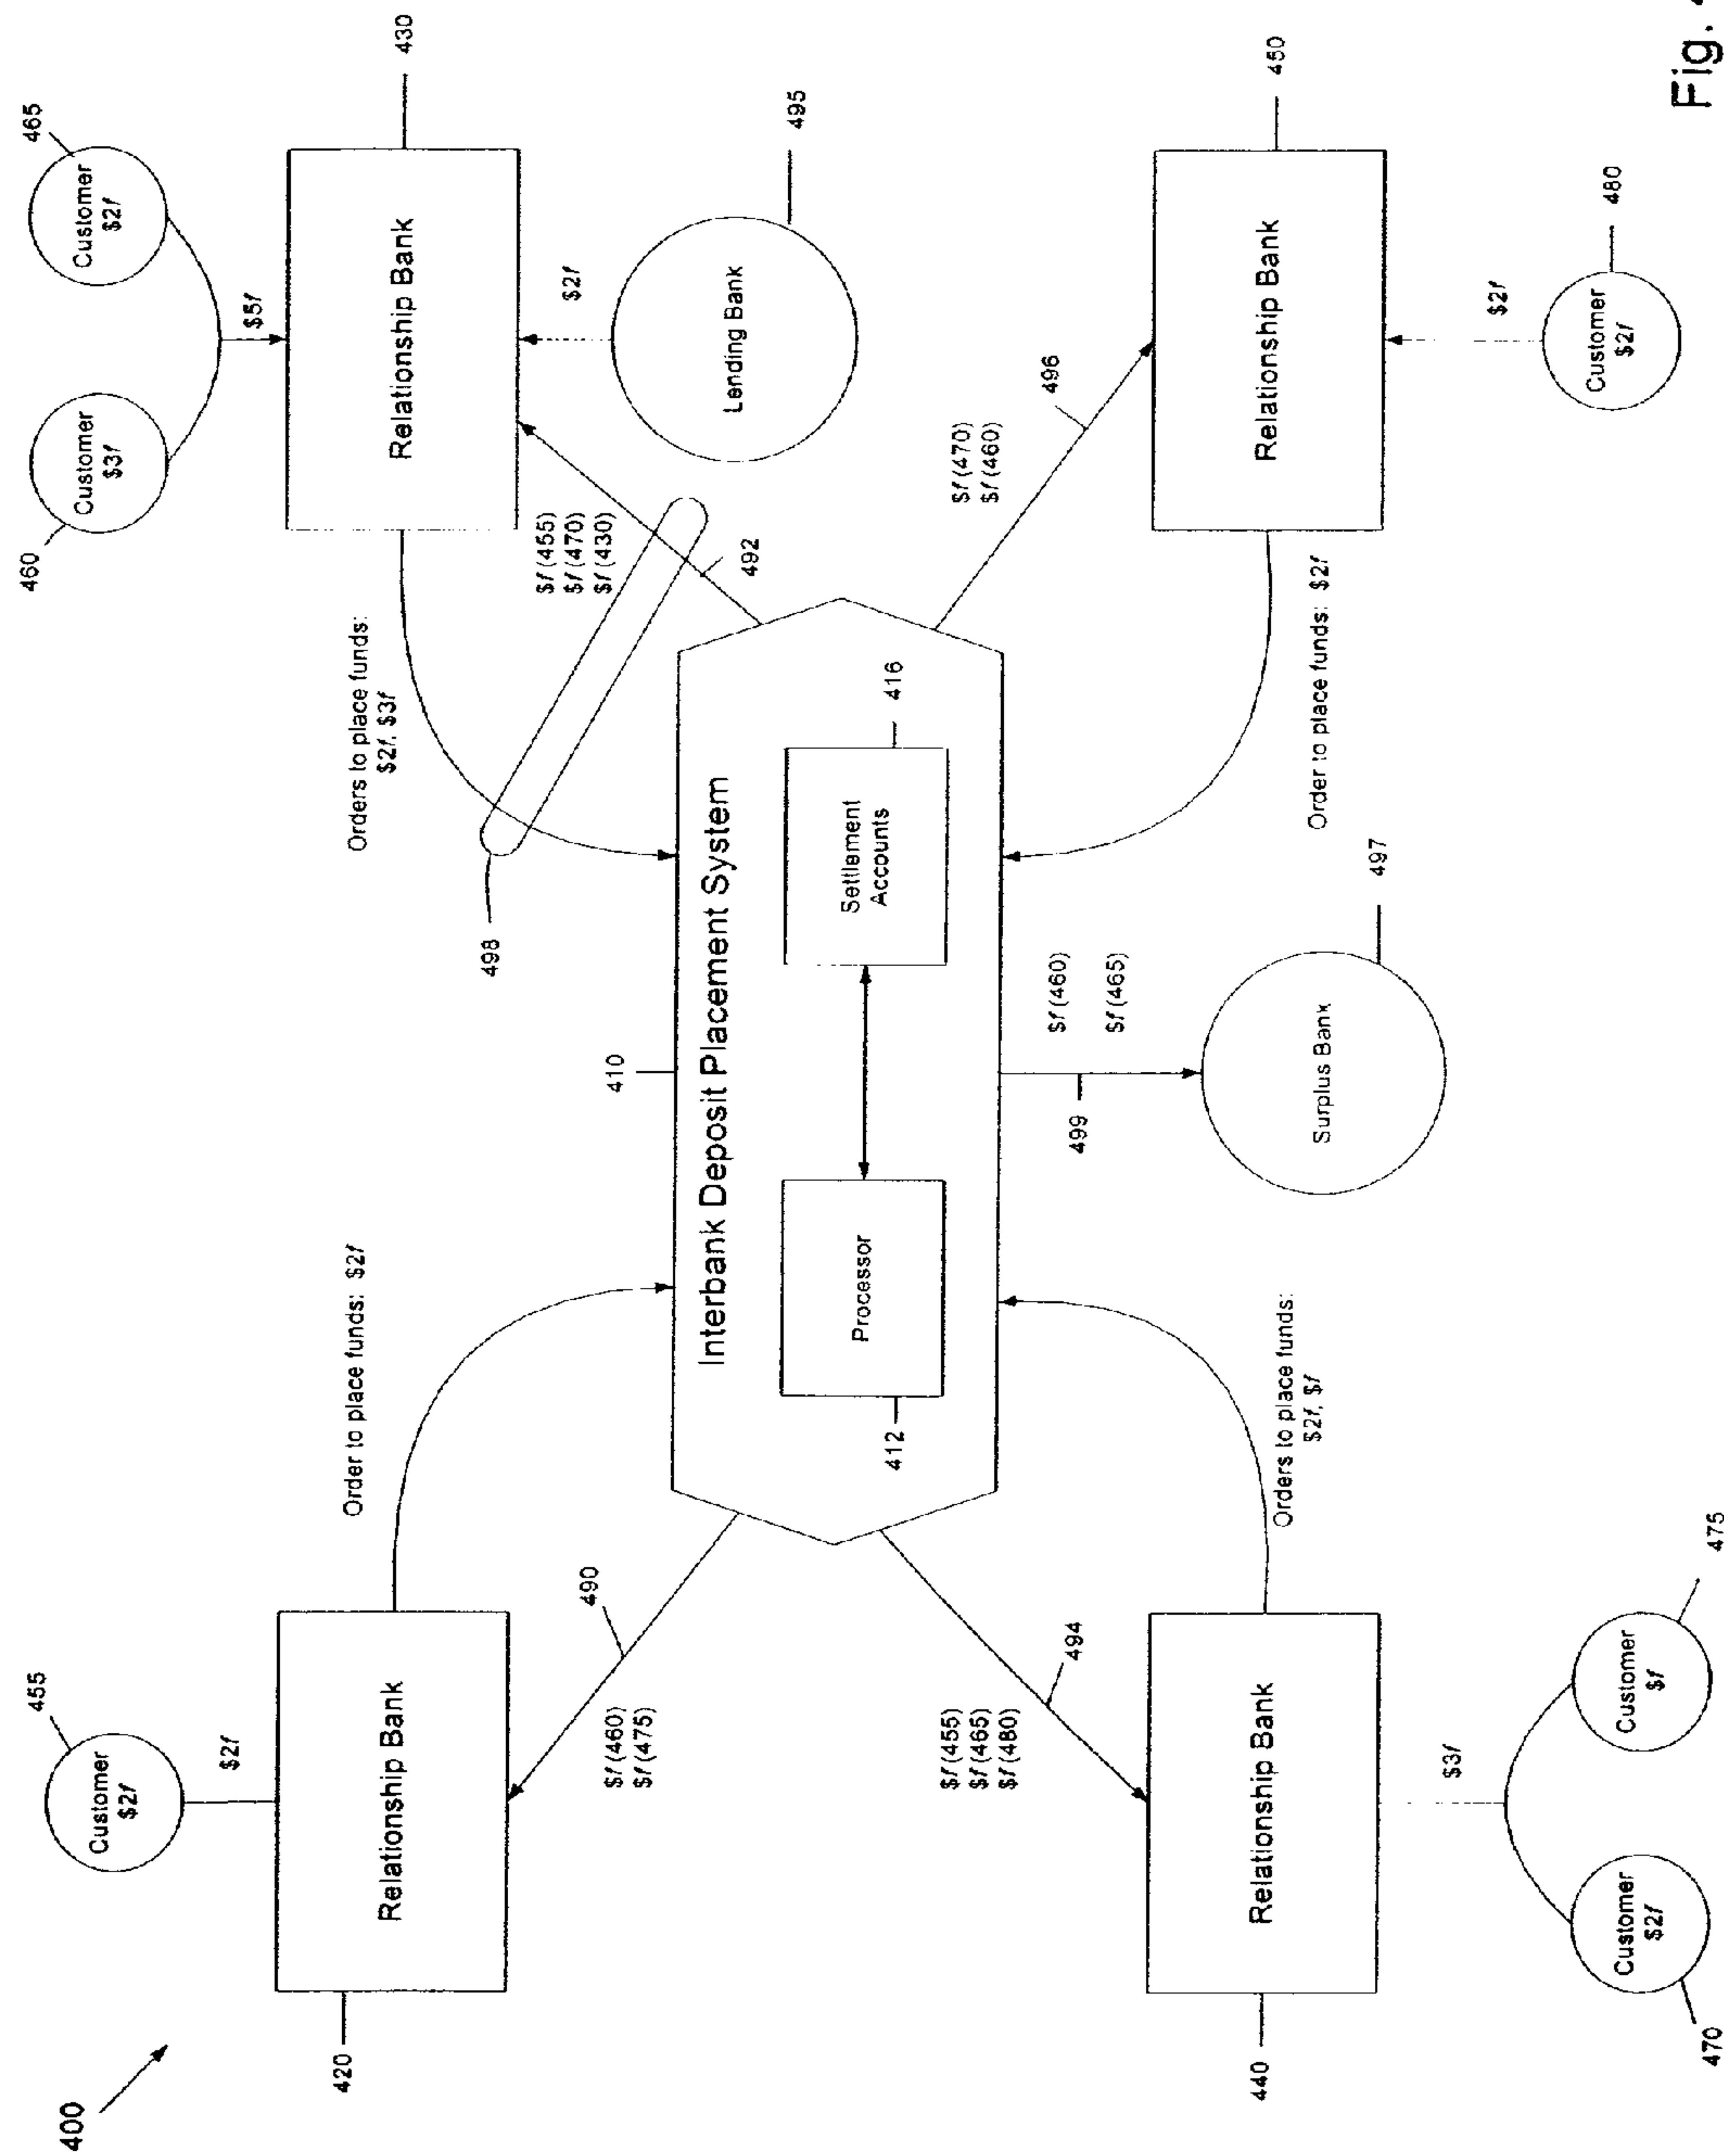 400
455
Customer
$2f
$2f
420
Relationship Bank
Order to place funds: $2f
490
$f (460)
$f (475)
460
Customer
$3f
465
Customer
$2f
$5f
Relationship Bank
430
Orders to place funds:
$2f, $3f
$f (455)
$f (470)
$f (430)
492
498
$2f
Lending Bank
495
410
Interbank Deposit Placement System
Processor
412
Settlement
Accounts
416
494
$f (455)
$f (465)
$f (480)
440
Relationship Bank
Orders to place funds:
$2f, $f
$3f
Customer
$2f
470
Customer
$f
475
499
$f (460)
$f (465)
Surplus Bank
497
496
$f (470)
$f (460)
Relationship Bank
450
Order to place funds: $2f
$2f
Customer
$2f
480
Fig.